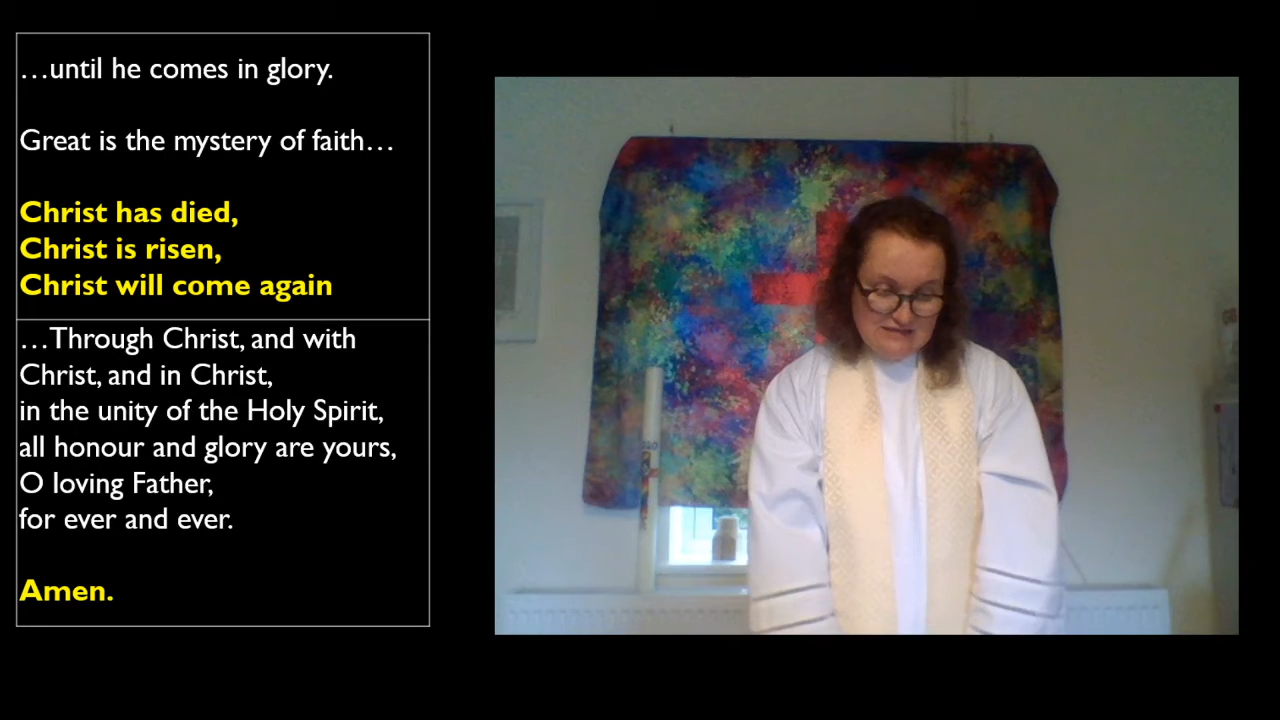 …until he comes in glory.
Great is the mystery of faith…
Christ has died,
Christ is risen,
Christ will come again
…Through Christ, and with
Christ, and in Christ,
in the unity of the Holy Spirit,
all honour and glory are yours,
O loving Father,
for ever and ever.
Amen.